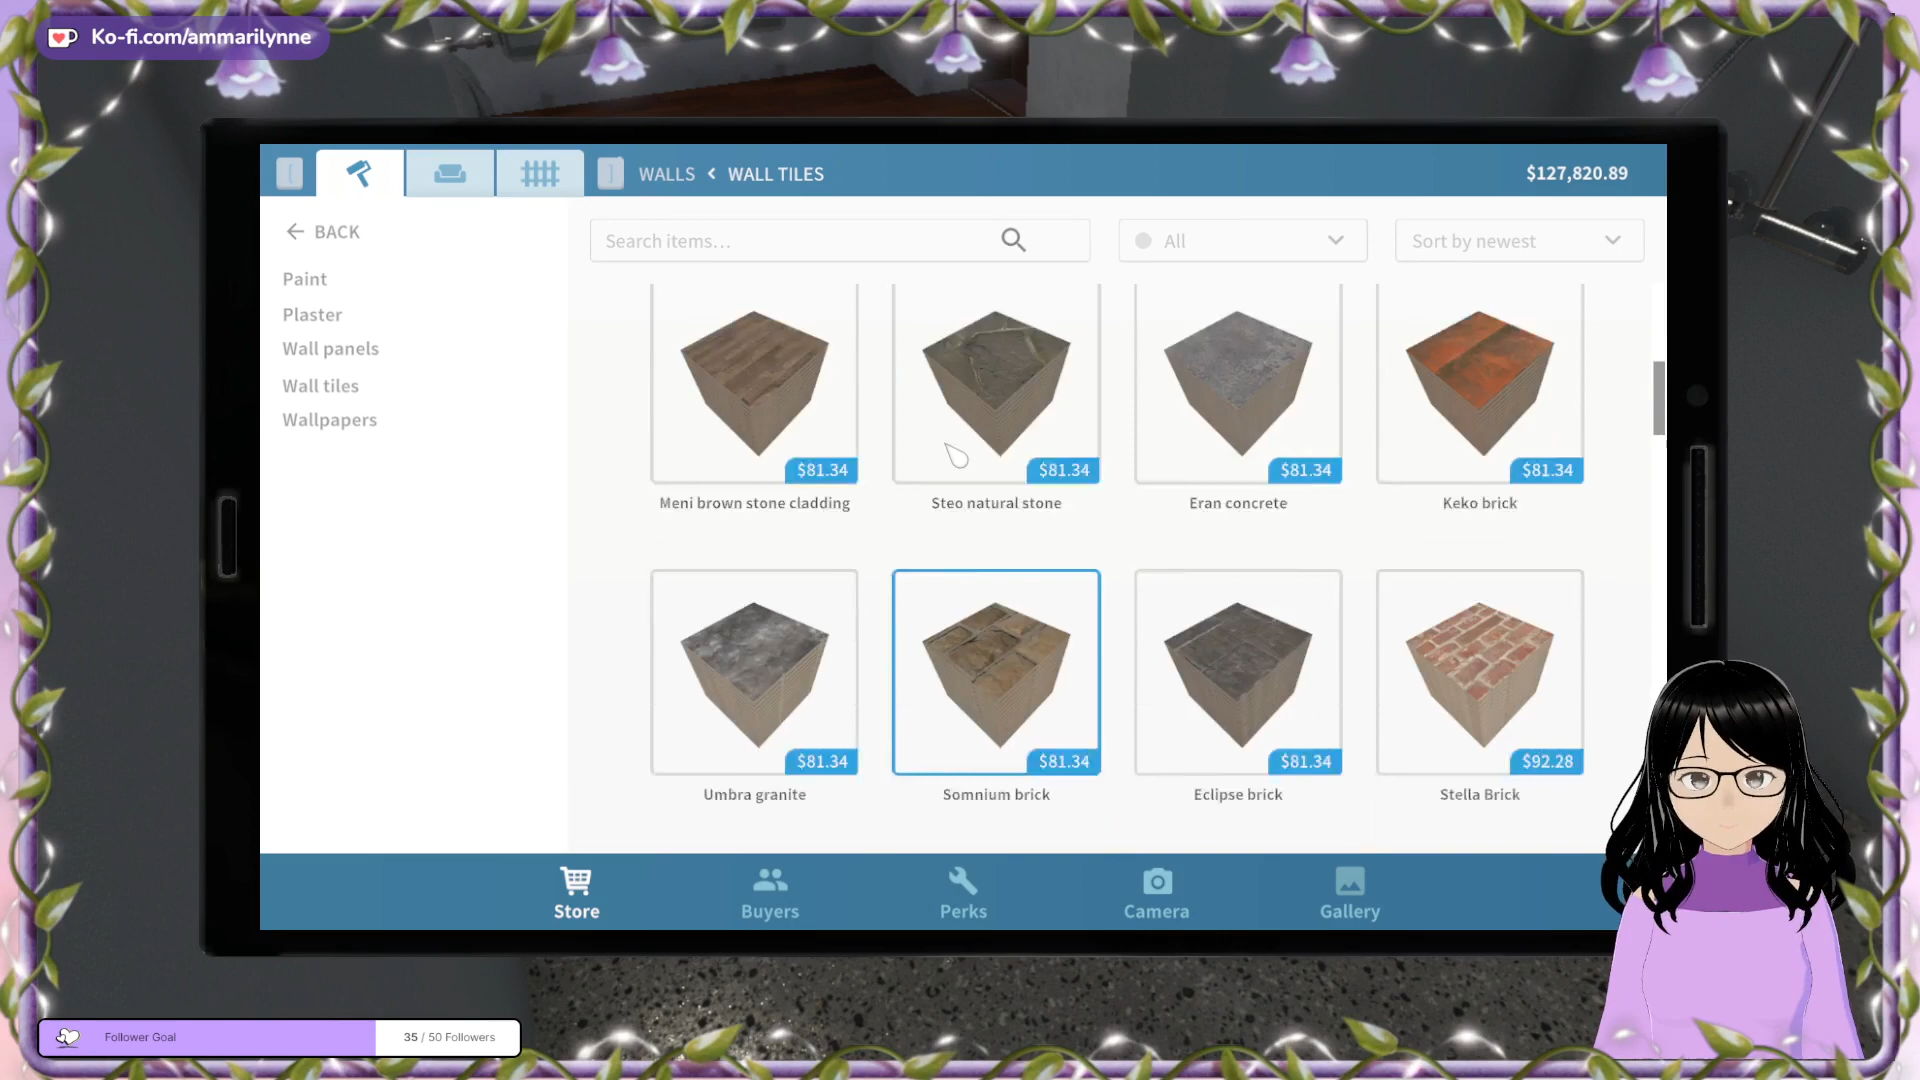 Ko-fi.com/ammarilynne
[
]
WALLS < WALL TILES
$127,820.89
← BACK
Paint
Plaster
Wall panels
Wall tiles
Wallpapers
Search items...
All
Sort by newest
$81.34
$81.34
$81.34
$81.34
Meni brown stone cladding
Steo natural stone
Eran concrete
Keko brick
$81.34
$81.34
$81.34
$92.28
Umbra granite
Somnium brick
Eclipse brick
Stella Brick
Store
Buyers
Perks
Camera
Gallery
Follower Goal
35 / 50 Followers